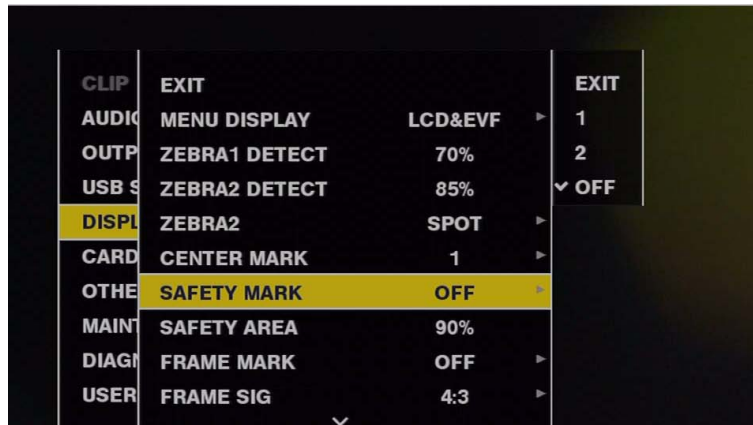 CLIP
AUDIO
OUTP
USB S
DISPL
CARD
OTHE
MAINT
DIAGN
USER
EXIT
MENU DISPLAY LCD&EVF
ZEBRA1 DETECT 70%
ZEBRA2 DETECT 85%
ZEBRA2 SPOT
CENTER MARK 1
SAFETY MARK OFF
SAFETY AREA 90%
FRAME MARK OFF
FRAME SIG 4:3
EXIT
1
2
OFF